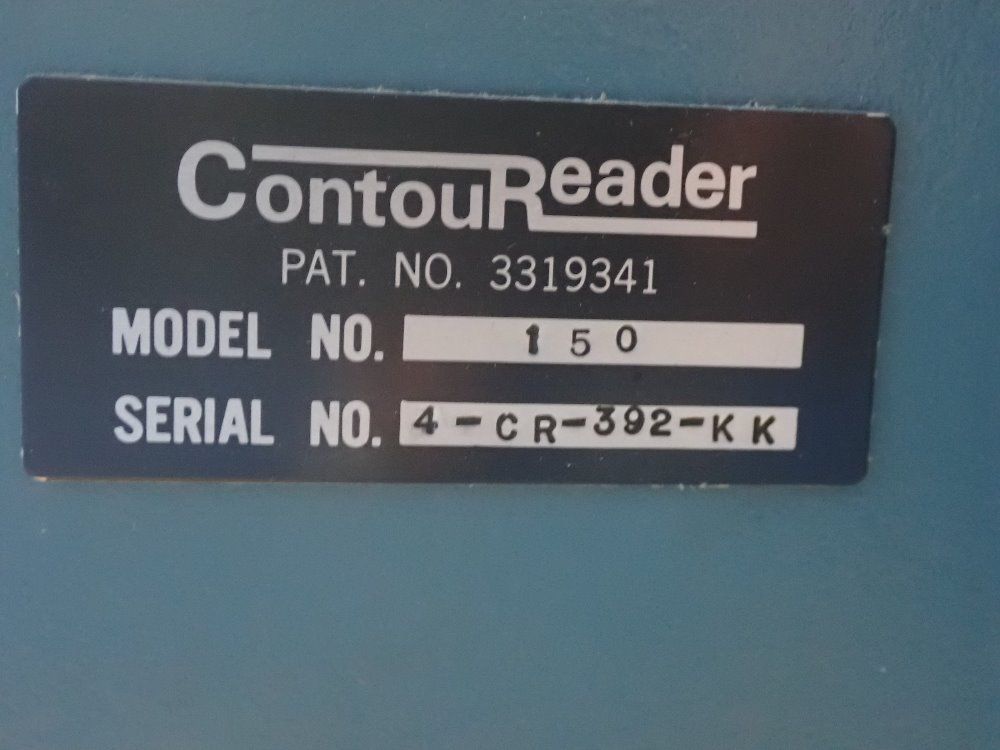 ContouReader
PAT. NO. 3319341
MODEL NO. 150
SERIAL NO. 4-CR-392-KK